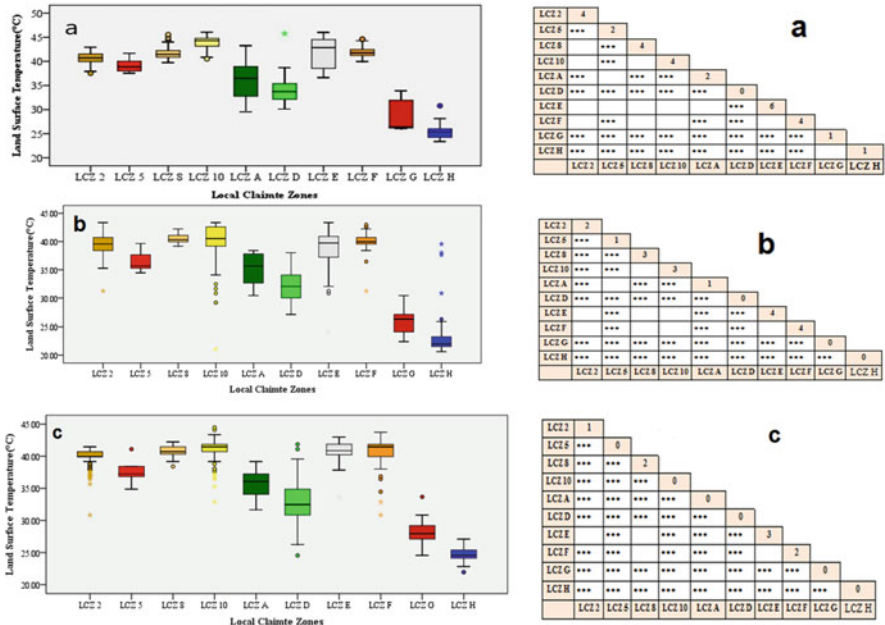 a
Land Surface Temperature(°C)
50
45
40
35
30
25
20
LCZ 2 LCZ 5 LCZ 8 LCZ 10 LCZ A LCZ D LCZ E LCZ F LCZ G LCZ H
Local Claimte Zones
a
LCZ 2 4
LCZ 5 *** 2
LCZ 8 *** 4
LCZ 10 *** 4
LCZ A *** *** *** 2
LCZ D *** *** *** *** *** 0
LCZ E *** 6
LCZ F *** *** *** 4
LCZ G *** *** *** *** *** *** *** *** 1
LCZ H *** *** *** *** *** *** *** *** 1
LCZ 2 LCZ 5 LCZ 8 LCZ 10 LCZ A LCZ D LCZ E LCZ F LCZ G LCZ H
b
Land Surface Temperature(°C)
45.00
40.00
35.00
30.00
25.00
20.00
LCZ 2 LCZ 5 LCZ 8 LCZ 10 LCZ A LCZ D LCZ E LCZ F LCZ G LCZ H
Local Claimte Zones
b
LCZ 2 2
LCZ 5 *** 1
LCZ 8 *** *** 3
LCZ 10 *** *** 3
LCZ A *** *** *** 1
LCZ D *** *** *** *** *** 0
LCZ E *** *** *** 4
LCZ F *** *** *** 4
LCZ G *** *** *** *** *** *** *** *** 0
LCZ H *** *** *** *** *** *** *** *** *** 0
LCZ 2 LCZ 5 LCZ 8 LCZ 10 LCZ A LCZ D LCZ E LCZ F LCZ G LCZ H
c
Land Surface Temperature(°C)
45.00
40.00
35.00
30.00
25.00
20.00
LCZ 2 LCZ 5 LCZ 8 LCZ 10 LCZ A LCZ D LCZ E LCZ F LCZ G LCZ H
Local Claimte Zones
c
LCZ 2 1
LCZ 5 *** 0
LCZ 8 *** *** 2
LCZ 10 *** *** *** 0
LCZ A *** *** *** *** 0
LCZ D *** *** *** *** *** 0
LCZ E *** *** *** *** 3
LCZ F *** *** *** *** 2
LCZ G *** *** *** *** *** *** *** *** 0
LCZ H *** *** *** *** *** *** *** *** *** 0
LCZ 2 LCZ 5 LCZ 8 LCZ 10 LCZ A LCZ D LCZ E LCZ F LCZ G LCZ H